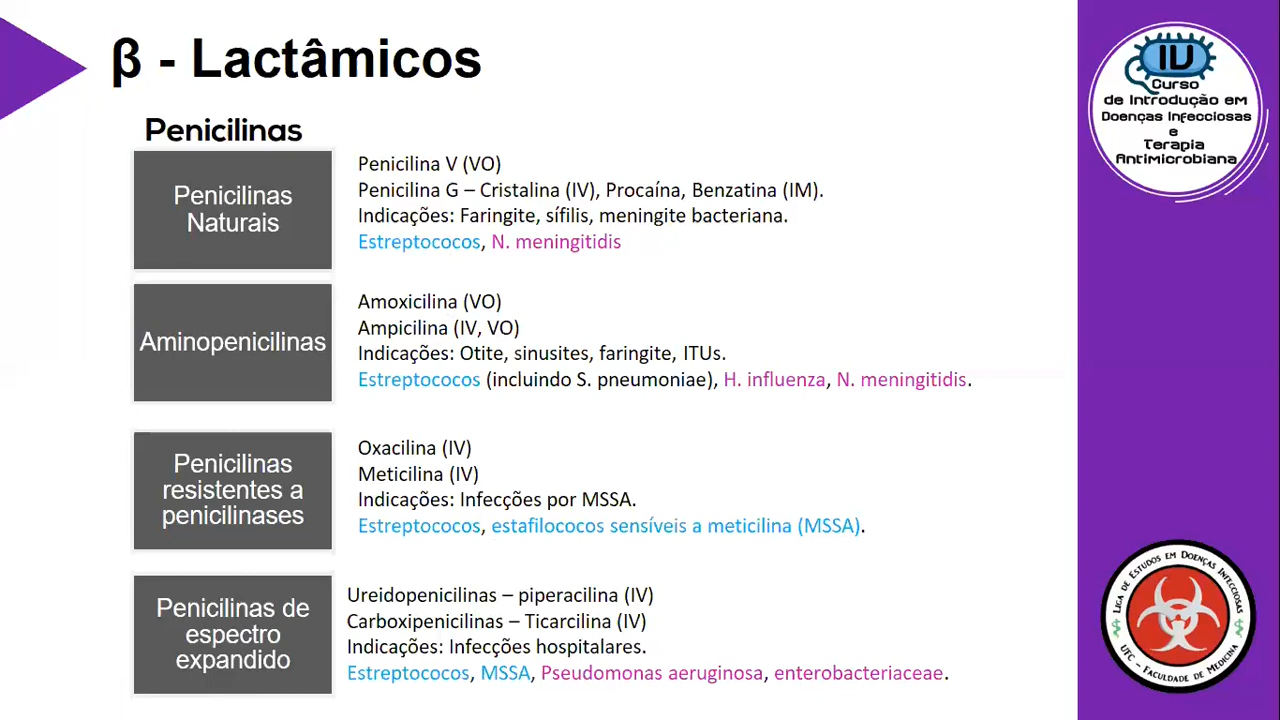 β - Lactâmicos
Penicilinas
Penicilinas
Naturais
Penicilina V (VO)
Penicilina G – Cristalina (IV), Procaína, Benzatina (IM).
Indicações: Faringite, sífilis, meningite bacteriana.
Estreptococos, N. meningitidis
Aminopenicilinas
Amoxicilina (VO)
Ampicilina (IV, VO)
Indicações: Otite, sinusites, faringite, ITUs.
Estreptococos (incluindo S. pneumoniae), H. influenza, N. meningitidis.
Penicilinas
resistentes a
penicilinases
Oxacilina (IV)
Meticilina (IV)
Indicações: Infecções por MSSA.
Estreptococos, estafilococos sensíveis a meticilina (MSSA).
Penicilinas de
espectro
expandido
Ureidopenicilinas – piperacilina (IV)
Carboxipenicilinas – Ticarcilina (IV)
Indicações: Infecções hospitalares.
Estreptococos, MSSA, Pseudomonas aeruginosa, enterobacteriaceae.
IV
Curso
de Introdução em
Doenças Infecciosas
e
Terapia
Antimicrobiana
Liga de Estudos em Doenças Infecciosas
UTC – Faculdade de Medicina